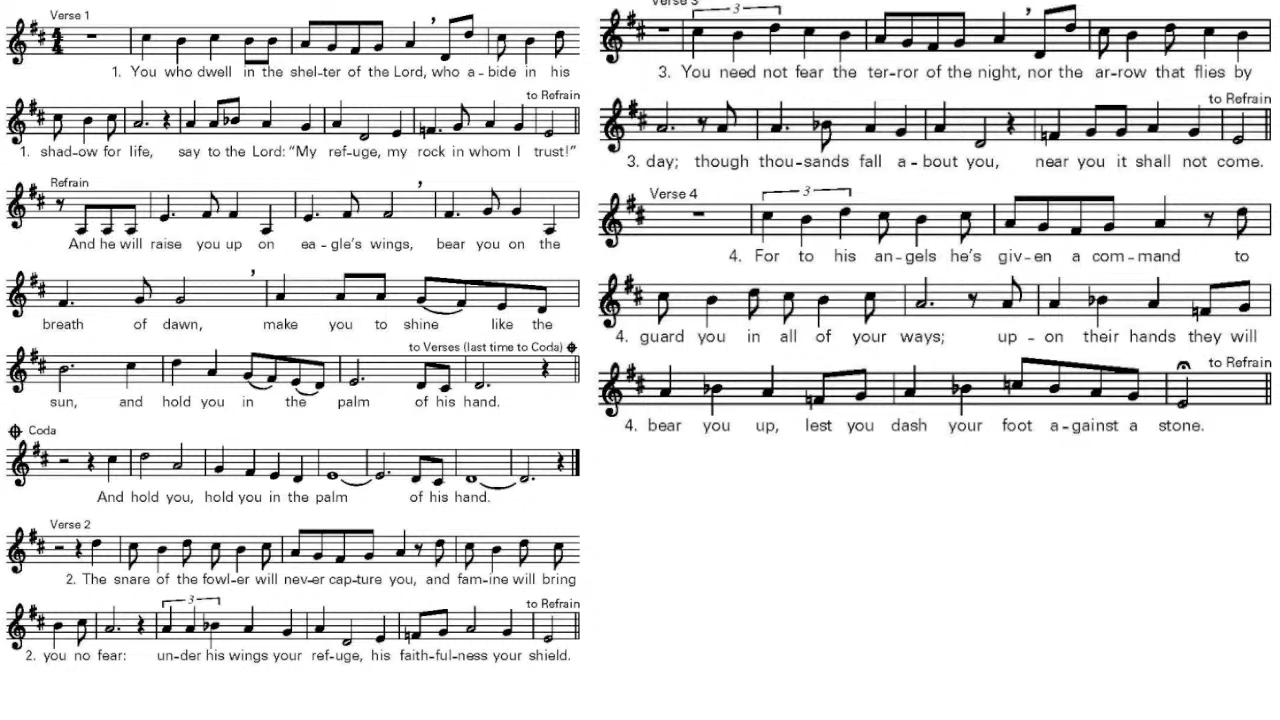 Verse 1
1. You who dwell in the shel-ter of the Lord, who a-bide in his
to Refrain
1. shad-ow for life, say to the Lord: “My ref-uge, my rock in whom I trust!”
Refrain
And he will raise you up on ea-gle's wings, bear you on the
breath of dawn, make you to shine like the
to Verses (last time to Coda)
sun, and hold you in the palm of his hand.
Coda
And hold you, hold you in the palm of his hand.
Verse 2
2. The snare of the fowl-er will nev-er cap-ture you, and fam-ine will bring
to Refrain
2. you no fear: un-der his wings your ref-uge, his faith-ful-ness your shield.
Verse 3
3
3. You need not fear the ter-ror of the night, nor the ar-row that flies by
to Refrain
3. day; though thou-sands fall a-bout you, near you it shall not come.
Verse 4
3
4. For to his an-gels he's giv-en a com-mand to
4. guard you in all of your ways; up-on their hands they will
to Refrain
4. bear you up, lest you dash your foot a-gainst a stone.